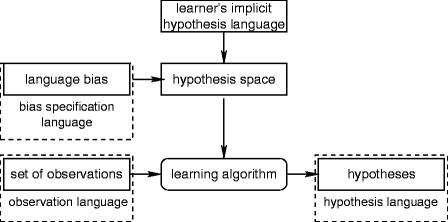 learner's implicit
hypothesis language
language bias
hypothesis space
bias specification
language
set of observations
learning algorithm
hypotheses
observation language
hypothesis language